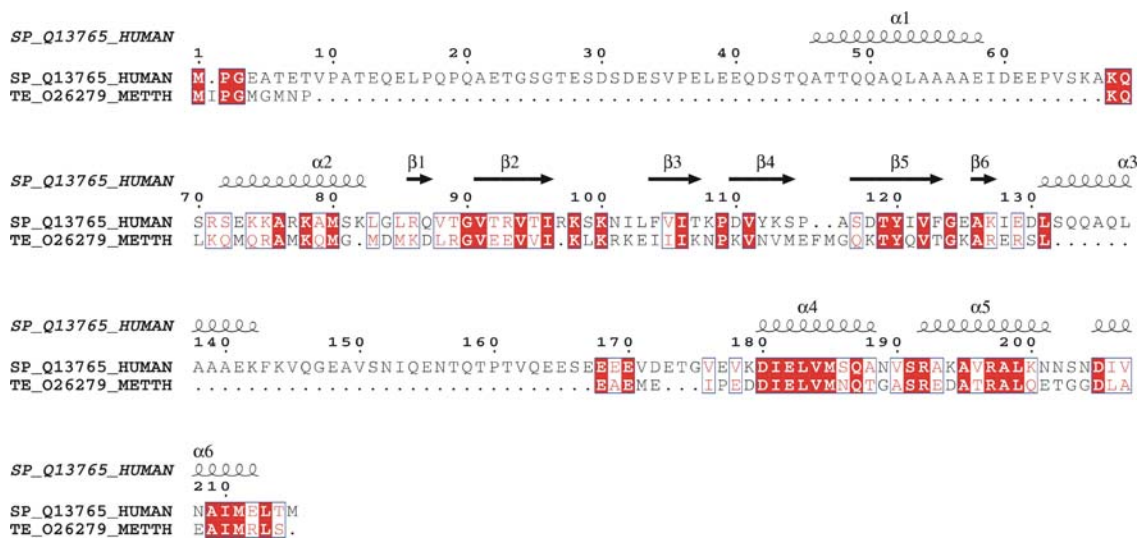 α1
SP_Q13765_HUMAN
1 10 20 30 40 50 60
SP_Q13765_HUMAN M.PGEATETVPATEQELPQPQAETGSGTESDSDESVPELEEQDSTQATTQQAQLAAAAEIDEEPVSKAKQ
TE_O26279_METTH MIPGMGMNP...........................................................KQ
α2 β1 β2 β3 β4 β5 β6 α3
SP_Q13765_HUMAN
70 80 90 100 110 120 130
SP_Q13765_HUMAN SRSEKKARKAMSKLGLRQVTGVTRVTIRKSKNILFVITKPDVYKSP..ASDTYIVFGEAKIEDLSQQAQL
TE_O26279_METTH LKQMQRAMKQMG.MDMKDLRGVEEVVI.KLKRKEIIIKNPKVNVMEFMGQKTYQVTGKARERSL......
α4 α5
SP_Q13765_HUMAN
140 150 160 170 180 190 200
SP_Q13765_HUMAN AAAEKFKVQGEAVSNIQENTQTPTVQEESEEEEVDETGVEVKDIELVMSQANVSRAKAVRALKNNSNDIV
TE_O26279_METTH ..............................EAEME...IPEDDIELVMNQTGASREDATRALQETGGDLA
α6
SP_Q13765_HUMAN
210
SP_Q13765_HUMAN NAIMELTM
TE_O26279_METTH EAIMRLS.